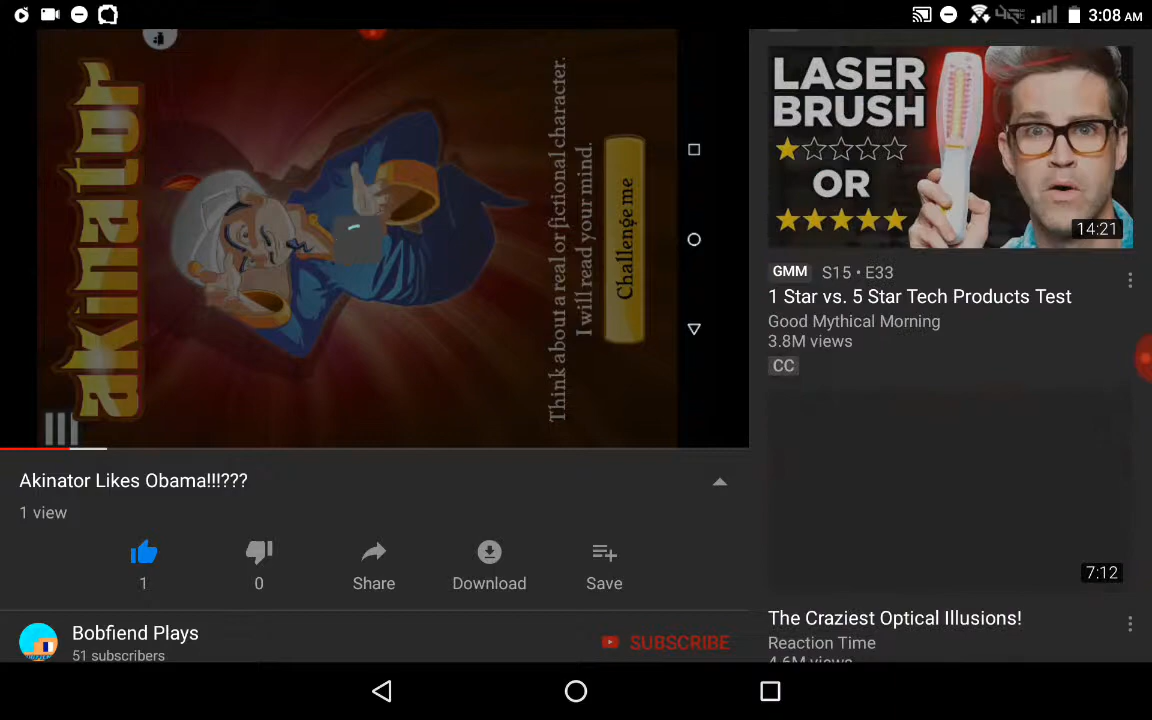 3:08 AM
akinator
Think about a real or fictional character.
I will read your mind.
Challenge me
Akinator Likes Obama!!!???
1 view
1
0
Share
Download
Save
Bobfiend Plays
51 subscribers
SUBSCRIBE
LASER
BRUSH
OR
14:21
GMM S15 • E33
1 Star vs. 5 Star Tech Products Test
Good Mythical Morning
3.8M views
CC
7:12
The Craziest Optical Illusions!
Reaction Time
4.6M views